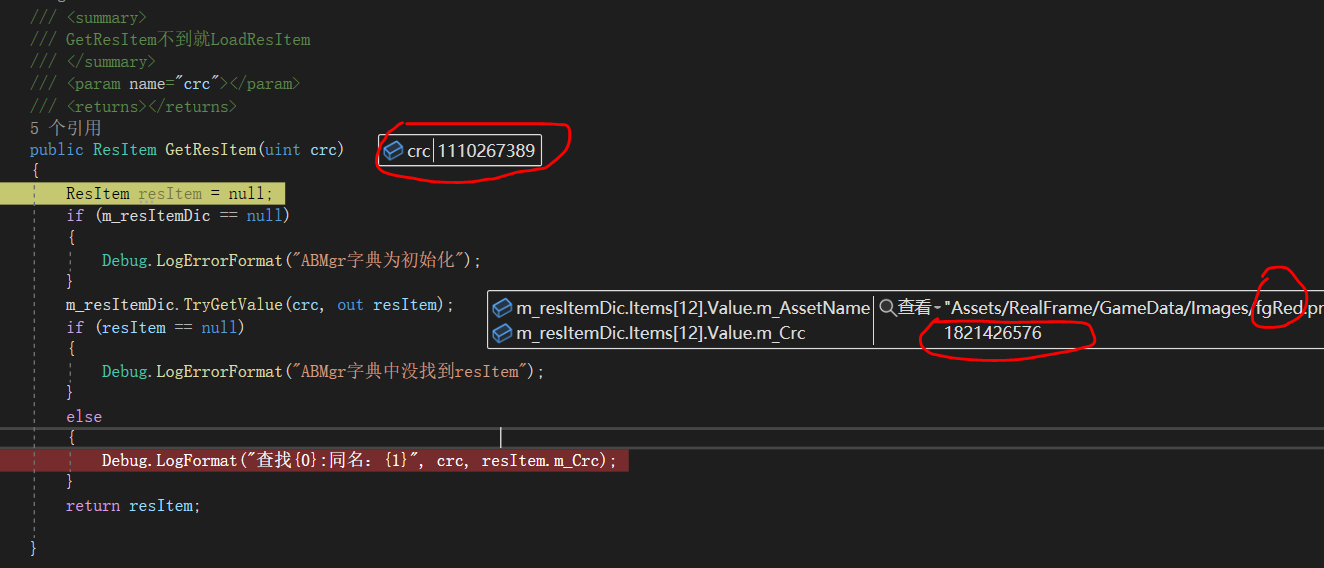 /// <summary>
/// GetResItem不到就LoadResItem
/// </summary>
/// <param name="crc"></param>
/// <returns></returns>
5 个引用
public ResItem GetResItem(uint crc)
crc 1110267389
{
ResItem resItem = null;
if (m_resItemDic == null)
{
Debug.LogErrorFormat("ABMgr字典为初始化");
}
m_resItemDic.TryGetValue(crc, out resItem);
m_resItemDic.Items[12].Value.m_AssetName 查看 "Assets/RealFrame/GameData/Images/fgRed.pr
m_resItemDic.Items[12].Value.m_Crc 1821426576
if (resItem == null)
{
Debug.LogErrorFormat("ABMgr字典中没找到resItem");
}
else
{
Debug.LogFormat("查找{0}:同名: {1}", crc, resItem.m_Crc);
}
return resItem;
}